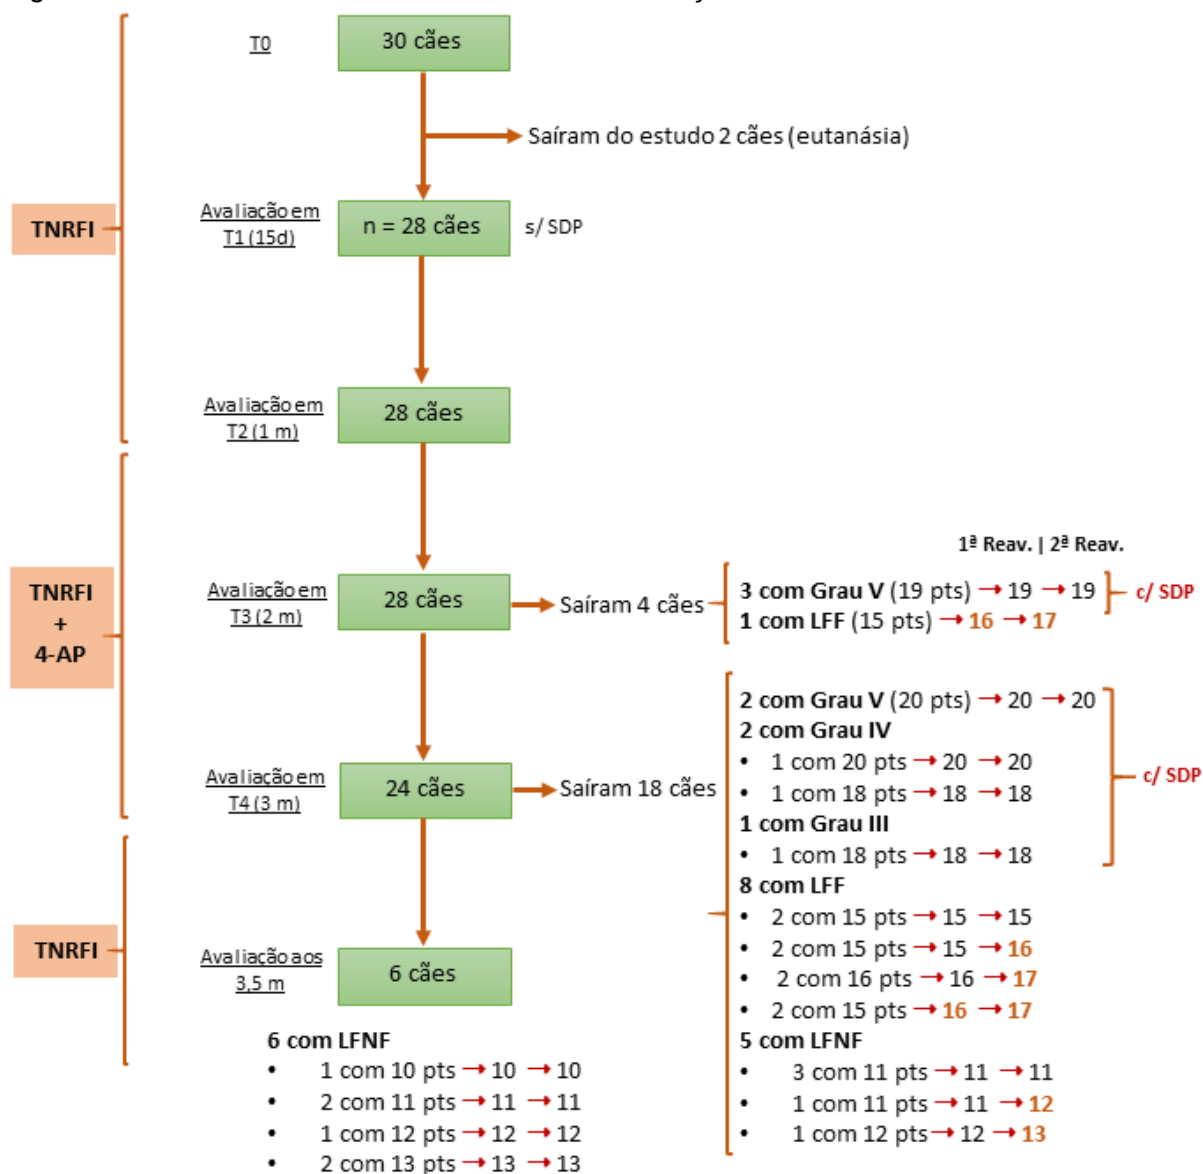 T0
30 cães
Saíram do estudo 2 cães (eutanásia)
TNRFI
Avaliação em
T1 (15d)
n = 28 cães
s/ SDP
Avaliação em
T2 (1 m)
28 cães
TNRFI
+
4-AP
Avaliação em
T3 (2 m)
28 cães
Saíram 4 cães
1ª Reav. | 2ª Reav.
3 com Grau V (19 pts) → 19 → 19
1 com LFF (15 pts) → 16 → 17
c/ SDP
Avaliação em
T4 (3 m)
24 cães
Saíram 18 cães
2 com Grau V (20 pts) → 20 → 20
2 com Grau IV
• 1 com 20 pts → 20 → 20
• 1 com 18 pts → 18 → 18
1 com Grau III
• 1 com 18 pts → 18 → 18
c/ SDP
8 com LFF
• 2 com 15 pts → 15 → 15
• 2 com 15 pts → 15 → 16
• 2 com 16 pts → 16 → 17
• 2 com 15 pts → 16 → 17
5 com LFNF
• 3 com 11 pts → 11 → 11
• 1 com 11 pts → 11 → 12
• 1 com 12 pts → 12 → 13
TNRFI
Avaliação aos
3,5 m
6 cães
6 com LFNF
• 1 com 10 pts → 10 → 10
• 2 com 11 pts → 11 → 11
• 1 com 12 pts → 12 → 12
• 2 com 13 pts → 13 → 13